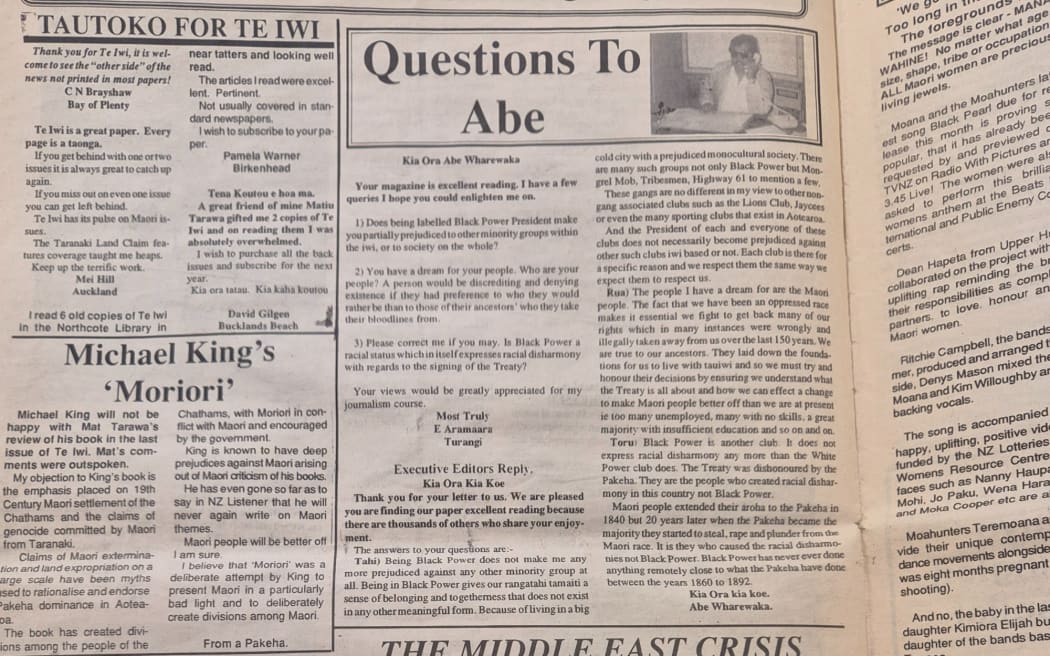 TAUTOKO FOR TE IWI
Thank you for Te Iwi, it is wel-
come to see the "other side" of the
news not printed in most papers!
C N Brayshaw
Bay of Plenty
Te Iwi is a great paper. Every
page is a taonga.
If you get behind with one or two
issues it is always great to catch up
again.
If you miss out on even one issue
you can get left behind.
Te Iwi has its pulse on Maori is-
sues.
The Taranaki Land Claim fea-
tures coverage taught me heaps.
Keep up the terrific work.
Mei Hill
Auckland
I read 6 old copies of Te Iwi
in the Northcote Library in
near tatters and looking well
read.
The articles I read were excel-
lent. Pertinent.
Not usually covered in stan-
dard newspapers.
I wish to subscribe to your pa-
per.
Pamela Warner
Birkenhead
Tena Koutou e hoa ma.
A great friend of mine Matiu
Tarawa gifted me 2 copies of Te
Iwi and on reading them I was
absolutely overwhelmed.
I wish to purchase all the back
issues and subscribe for the next
year.
Kia ora tatau. Kia kaha koutou
David Gilgen
Bucklands Beach
Michael King's
'Moriori'
Michael King will not be
happy with Mat Tarawa's
review of his book in the last
issue of Te Iwi. Mat's com-
ments were outspoken.
My objection to King's book is
the emphasis placed on 19th
Century Maori settlement of the
Chathams and the claims of
genocide committed by Maori
from Taranaki.
Claims of Maori extermina-
tion and land expropriation on a
large scale have been myths
used to rationalise and endorse
Pakeha dominance in Aotea-
oa.
The book has created divi-
ions among the people of the
Chathams, with Moriori in con-
flict with Maori and encouraged
by the government.
King is known to have deep
prejudices against Maori arising
out of Maori criticism of his books.
He has even gone so far as to
say in NZ Listener that he will
never again write on Maori
themes.
Maori people will be better off
I am sure.
I believe that 'Moriori' was a
deliberate attempt by King to
present Maori in a particularly
bad light and to deliberately
create divisions among Maori.
From a Pakeha.
Questions To
Abe
Kia Ora Abe Wharewaka
Your magazine is excellent reading. I have a few
queries I hope you could enlighten me on.
1) Does being labelled Black Power President make
you partially prejudiced to other minority groups within
the iwi, or to society on the whole?
2) You have a dream for your people. Who are your
people? A person would be discrediting and denying
existence if they had preference to who they would
rather be than to those of their ancestors' who they take
their bloodlines from.
3) Please correct me if you may. Is Black Power a
racial status which in itself expresses racial disharmony
with regards to the signing of the Treaty?
Your views would be greatly appreciated for my
journalism course.
Most Truly
E Aramaara
Turangi
Executive Editors Reply,
Kia Ora Kia Koe
Thank you for your letter to us. We are pleased
you are finding our paper excellent reading because
there are thousands of others who share your enjoy-
ment.
The answers to your questions are:-
Tahi) Being Black Power does not make me any
more prejudiced against any other minority group at
all. Being in Black Power gives our rangatahi tamaiti a
sense of belonging and togetherness that does not exist
in any other meaningful form. Because of living in a big
cold city with a prejudiced monocultural society. There
are many such groups not only Black Power but Mon-
grel Mob, Tribesmen, Highway 61 to mention a few.
These gangs are no different in my view to other non-
gang associated clubs such as the Lions Club, Jaycees
or even the many sporting clubs that exist in Aotearoa.
And the President of each and everyone of these
clubs does not necessarily become prejudiced against
other such clubs iwi based or not. Each club is there for
a specific reason and we respect them the same way we
expect them to respect us.
Rua) The people I have a dream for are the Maori
people. The fact that we have been an oppressed race
makes it essential we fight to get back many of our
rights which in many instances were wrongly and
illegally taken away from us over the last 150 years. We
are true to our ancestors. They laid down the founda-
tions for us to live with tauiwi and so we must try and
honour their decisions by ensuring we understand what
the Treaty is all about and how we can effect a change
to make Maori people better off than we are at present
ie too many unemployed, many with no skills, a great
majority with insufficient education and so on and on.
Toru: Black Power is another club. It does not
express racial disharmony any more than the White
Power club does. The Treaty was dishonoured by the
Pakeha. They are the people who created racial dishar-
mony in this country not Black Power.
Maori people extended their aroha to the Pakeha in
1840 but 20 years later when the Pakeha became the
majority they started to steal, rape and plunder from the
Maori race. It is they who caused the racial disharmo-
nies not Black Power. Black Power has never ever done
anything remotely close to what the Pakeha have done
between the years 1860 to 1892.
Kia Ora kia koe.
Abe Wharewaka.
THE MIDDLE EAST CRISIS
'We go
Too long in th
The foregrounds
The message is clear - MANA
WAHINE! No matter what age
size, shape, tribe or occupation
ALL Maori women are precious
living jewels.
Moana and the Moahunters la
est song Black Pearl due for re
lease this month is proving s
popular, that it has already bee
requested by and previewed o
TVNZ on Radio With Pictures an
3.45 Live! The women were als
asked to perform this brillia
womens anthem at the Beats
ternational and Public Enemy Co
certs.
Dean Hapeta from Upper Hu
collaborated on the project with
uplifting rap reminding the br
their responsibilities as compl
partners, to love, honour an
Maori women.
Ritchie Campbell, the bands
mer, produced and arranged t
side, Denys Mason mixed the
Moana and Kim Willoughby ar
backing vocals.
The song is accompanied
happy, uplifting, positive vide
funded by the NZ Lotteries
Womens Resource Centre
faces such as Nanny Haupa
Mohi, Jo Paku, Wena Hara
and Moka Cooper etc are a
Moahunters Teremoana a
vide their unique contemp
dance movements alongside
was eight months pregnant
shooting).
And no, the baby in the las
daughter Kimiora Elijah bu
daughter of the bands bas